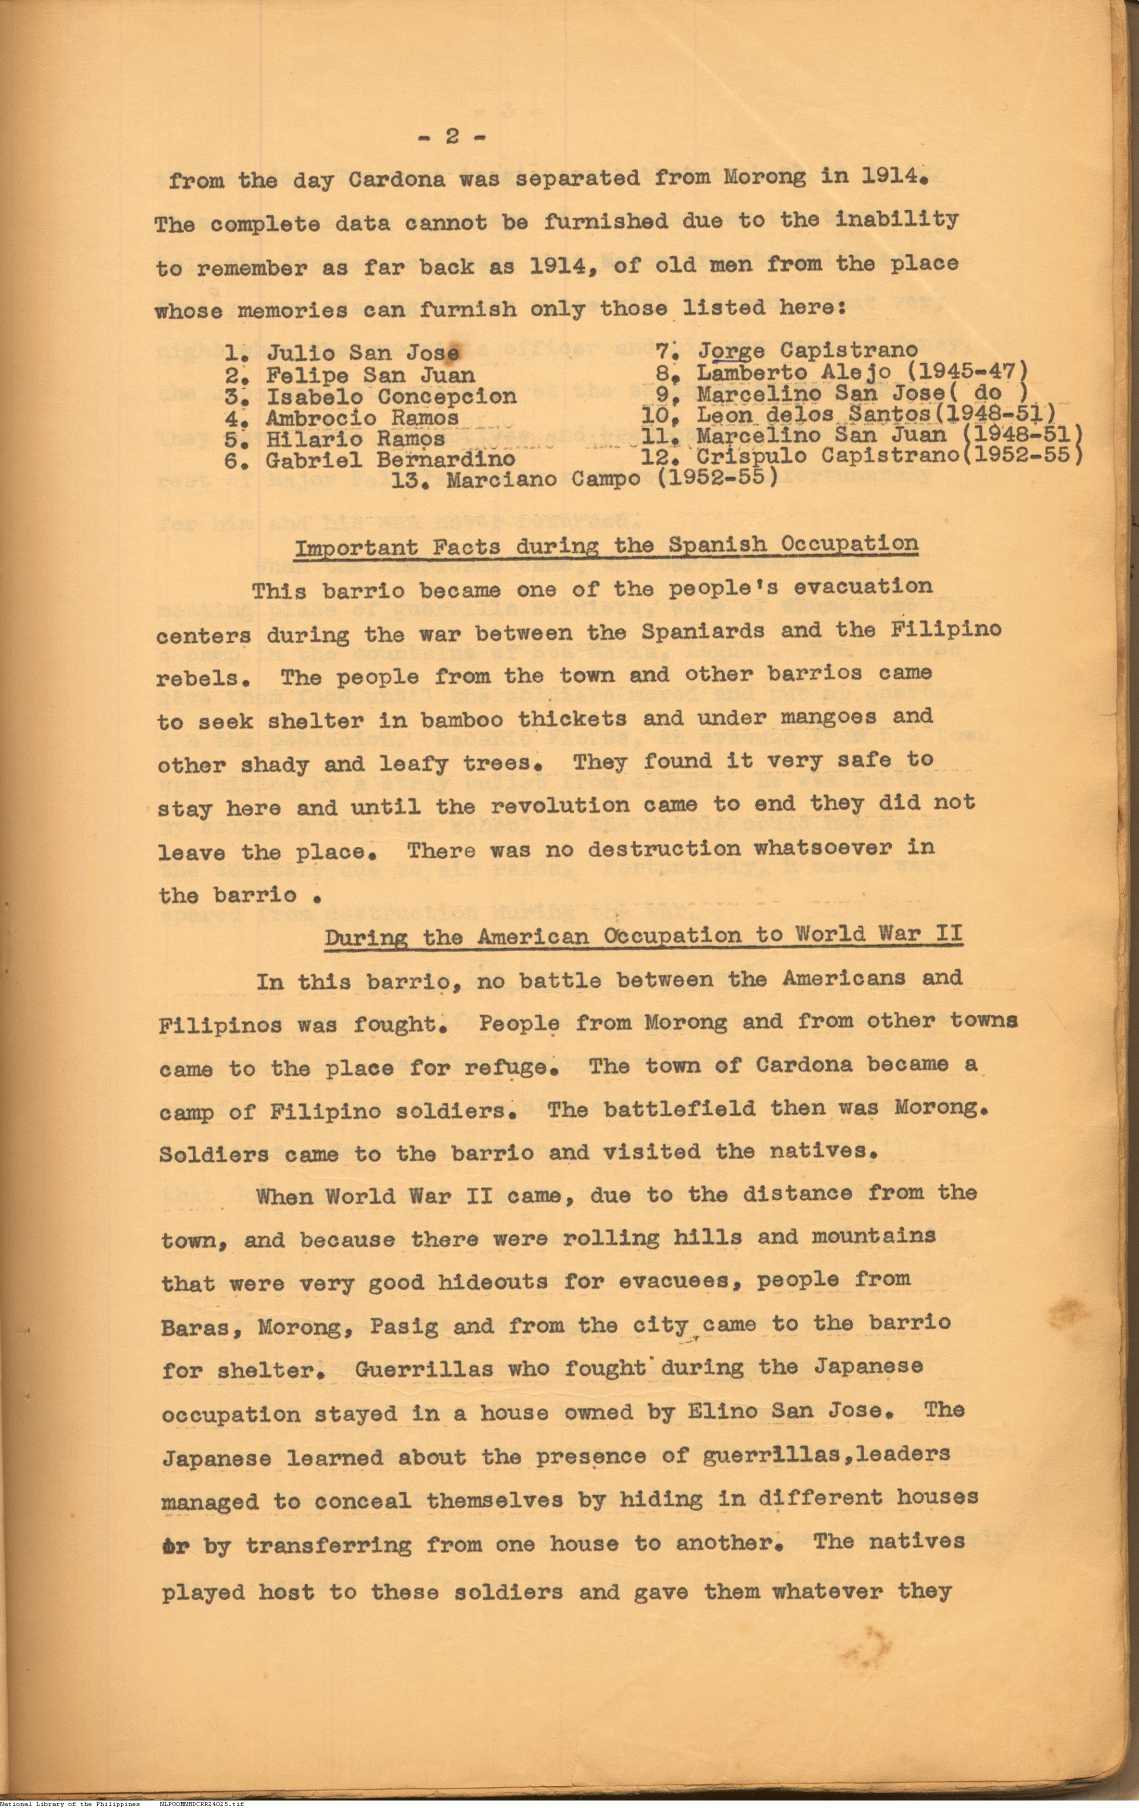 - 2 -
from the day Cardona was separated from Morong in 1914.
The complete data cannot be furnished due to the inability
to remember as far back as 1914, of old men from the place
whose memories can furnish only those listed here:
1. Julio San Jose 7. Jorge Capistrano
2. Felipe San Juan 8. Lamberto Alejo (1945-47)
3. Isabelo Concepcion 9. Marcelino San Jose( do )
4. Ambrocio Ramos 10. Leon delos Santos(1948-51)
5. Hilario Ramos 11. Marcelino San Juan (1948-51)
6. Gabriel Bernardino 12. Crispulo Capistrano(1952-55)
13. Marciano Campo (1952-55)
Important Facts during the Spanish Occupation
This barrio became one of the people's evacuation
centers during the war between the Spaniards and the Filipino
rebels. The people from the town and other barrios came
to seek shelter in bamboo thickets and under mangoes and
other shady and leafy trees. They found it very safe to
stay here and until the revolution came to end they did not
leave the place. There was no destruction whatsoever in
the barrio .
During the American Occupation to World War II
In this barrio, no battle between the Americans and
Filipinos was fought. People from Morong and from other towns
came to the place for refuge. The town of Cardona became a
camp of Filipino soldiers. The battlefield then was Morong.
Soldiers came to the barrio and visited the natives.
When World War II came, due to the distance from the
town, and because there were rolling hills and mountains
that were very good hideouts for evacuees, people from
Baras, Morong, Pasig and from the city came to the barrio
for shelter. Guerrillas who fought during the Japanese
occupation stayed in a house owned by Elino San Jose. The
Japanese learned about the presence of guerrillas,leaders
managed to conceal themselves by hiding in different houses
or by transferring from one house to another. The natives
played host to these soldiers and gave them whatever they
National Library of the Philippines NLPOOMNHDCRR24025.tif